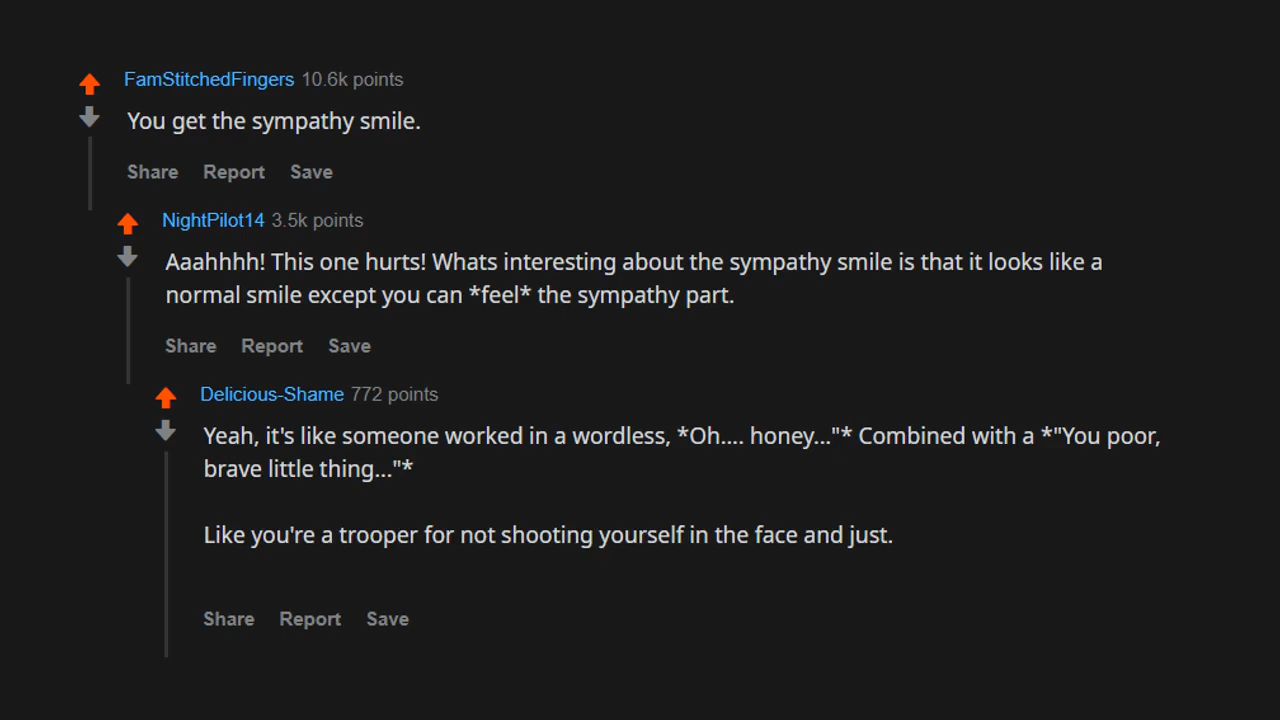 FamStitchedFingers 10.6k points
You get the sympathy smile.
Share Report Save
NightPilot14 3.5k points
Aaahhhh! This one hurts! Whats interesting about the sympathy smile is that it looks like a
normal smile except you can *feel* the sympathy part.
Share Report Save
Delicious-Shame 772 points
Yeah, it's like someone worked in a wordless, *Oh.... honey..."* Combined with a *"You poor,
brave little thing..."*
Like you're a trooper for not shooting yourself in the face and just.
Share Report Save